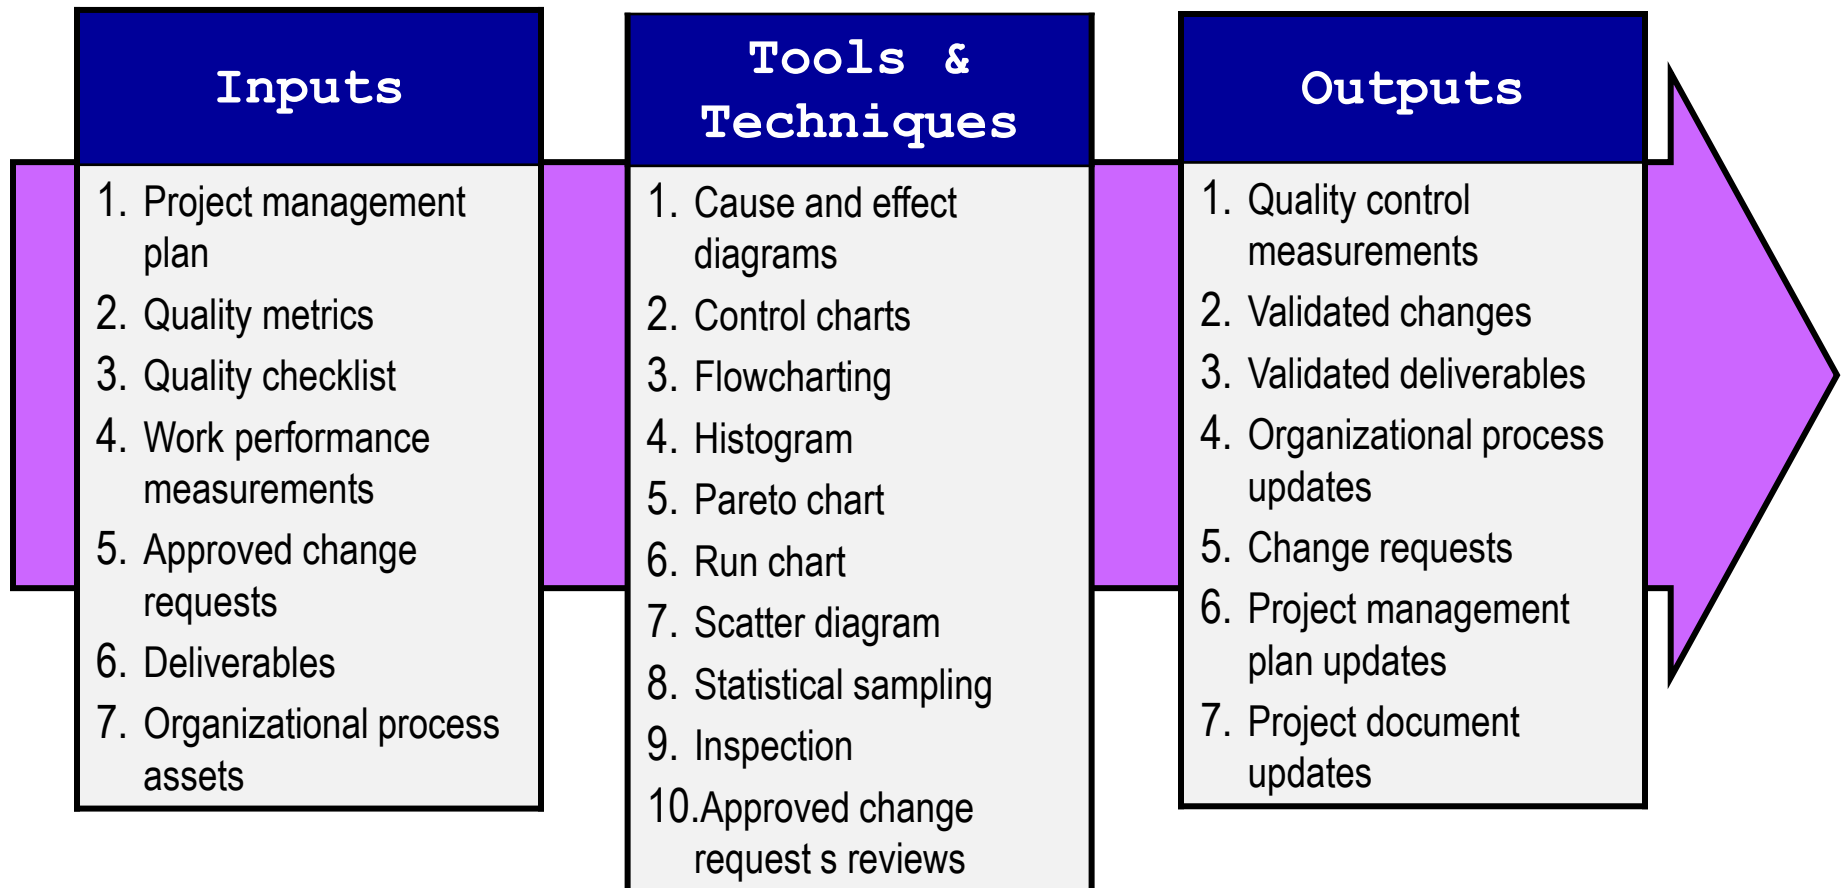 Inputs
1. Project management
plan
2. Quality metrics
3. Quality checklist
4. Work performance
measurements
5. Approved change
requests
6. Deliverables
7. Organizational process
assets
Tools &
Techniques
1. Cause and effect
diagrams
2. Control charts
3. Flowcharting
4. Histogram
5. Pareto chart
6. Run chart
7. Scatter diagram
8. Statistical sampling
9. Inspection
10.Approved change
request s reviews
Outputs
1. Quality control
measurements
2. Validated changes
3. Validated deliverables
4. Organizational process
updates
5. Change requests
6. Project management
plan updates
7. Project document
updates